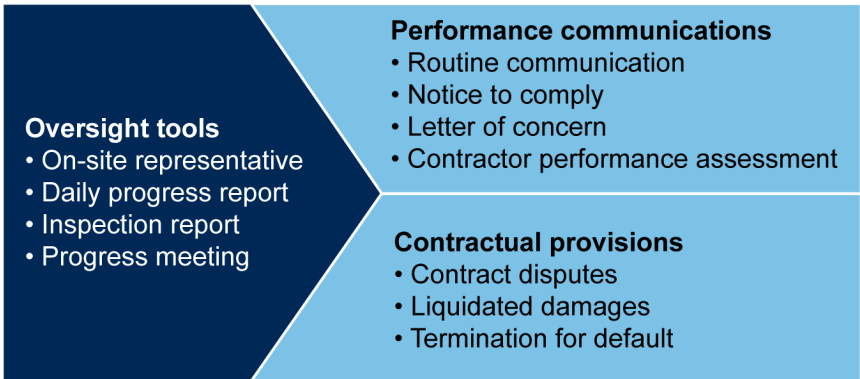 Oversight tools
• On-site representative
• Daily progress report
• Inspection report
• Progress meeting
Performance communications
• Routine communication
• Notice to comply
• Letter of concern
• Contractor performance assessment
Contractual provisions
• Contract disputes
• Liquidated damages
• Termination for default